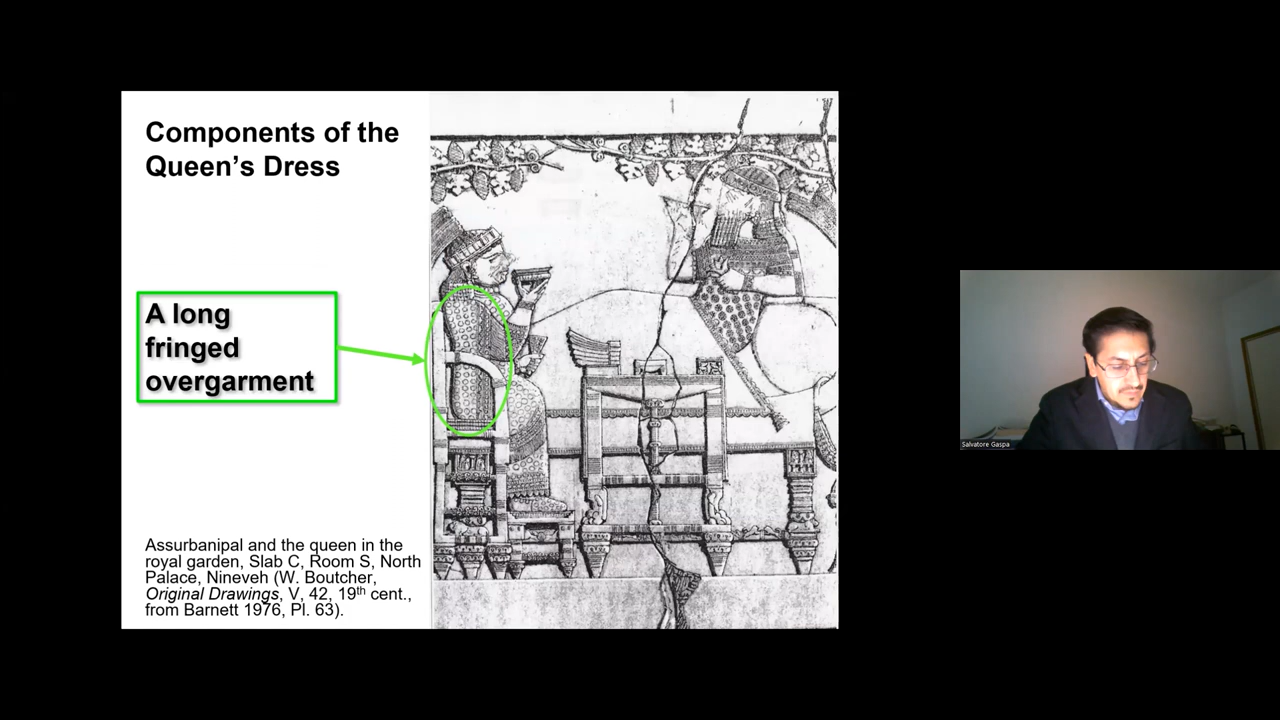 Components of the
Queen’s Dress
A long
fringed
overgarment
Assurbanipal and the queen in the
royal garden, Slab C, Room S, North
Palace, Nineveh (W. Boutcher,
Original Drawings, V, 42, 19th cent.,
from Barnett 1976, Pl. 63).
Salvatore Gaspa